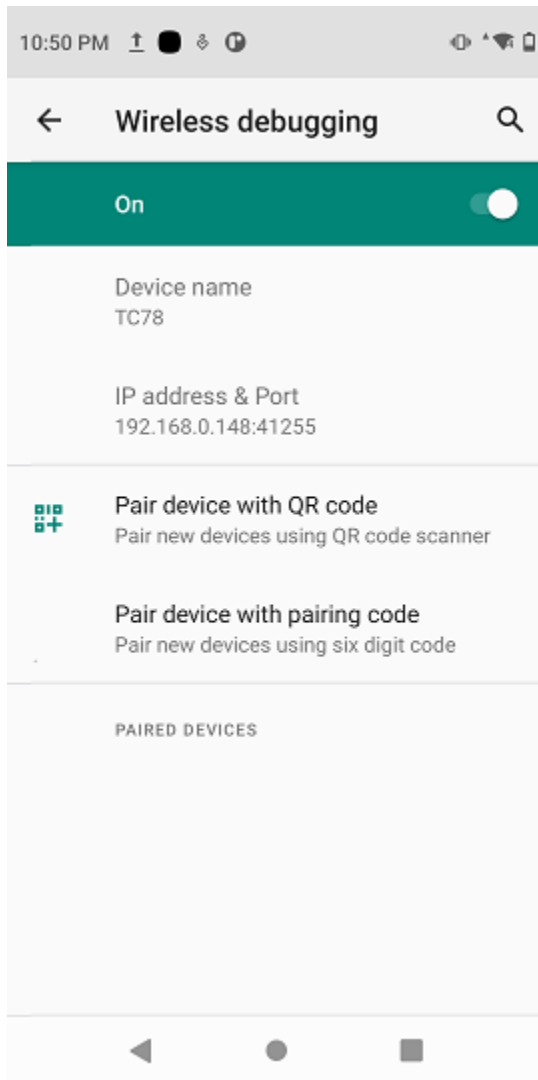 10:50 PM
Wireless debugging
On
Device name
TC78
IP address & Port
192.168.0.148:41255
Pair device with QR code
Pair new devices using QR code scanner
Pair device with pairing code
Pair new devices using six digit code
PAIRED DEVICES